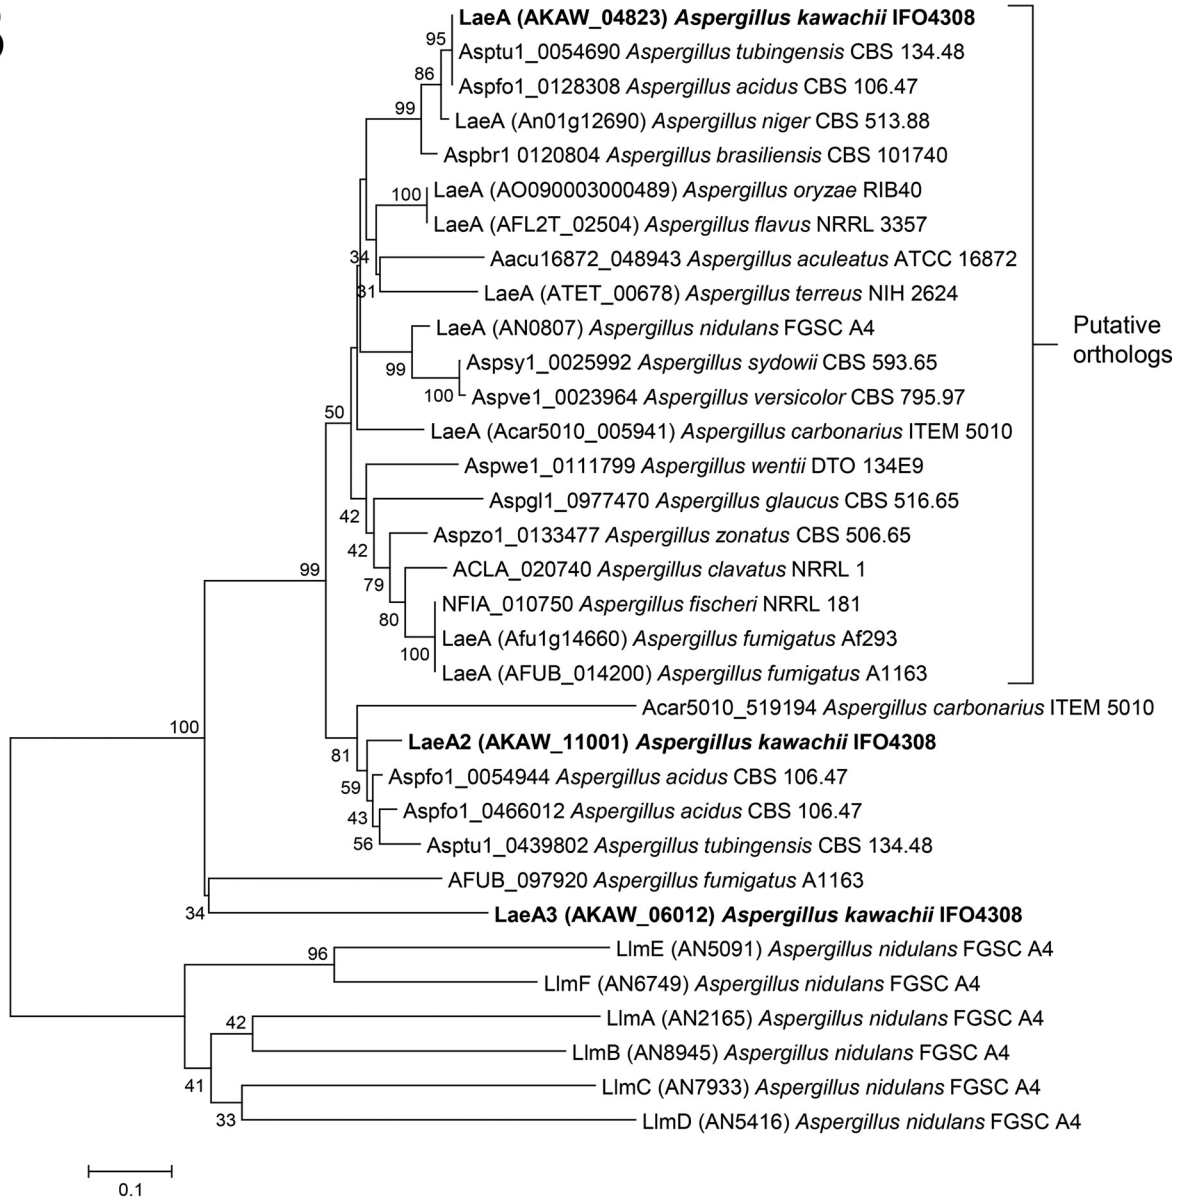 LaeA (AKAW_04823) Aspergillus kawachii IFO4308
95
Asptu1_0054690 Aspergillus tubingensis CBS 134.48
86
Aspfo1_0128308 Aspergillus acidus CBS 106.47
99
LaeA (An01g12690) Aspergillus niger CBS 513.88
Aspbr1 0120804 Aspergillus brasiliensis CBS 101740
100
LaeA (AO090003000489) Aspergillus oryzae RIB40
LaeA (AFL2T_02504) Aspergillus flavus NRRL 3357
34
Aacu16872_048943 Aspergillus aculeatus ATCC 16872
31
LaeA (ATET_00678) Aspergillus terreus NIH 2624
Putative
orthologs
LaeA (AN0807) Aspergillus nidulans FGSC A4
99
Aspsy1_0025992 Aspergillus sydowii CBS 593.65
100
Aspve1_0023964 Aspergillus versicolor CBS 795.97
50
LaeA (Acar5010_005941) Aspergillus carbonarius ITEM 5010
Aspwe1_0111799 Aspergillus wentii DTO 134E9
Aspgl1_0977470 Aspergillus glaucus CBS 516.65
42
Aspzo1_0133477 Aspergillus zonatus CBS 506.65
42
99
ACLA_020740 Aspergillus clavatus NRRL 1
79
NFIA_010750 Aspergillus fischeri NRRL 181
80
LaeA (Afu1g14660) Aspergillus fumigatus Af293
100
LaeA (AFUB_014200) Aspergillus fumigatus A1163
Acar5010_519194 Aspergillus carbonarius ITEM 5010
100
LaeA2 (AKAW_11001) Aspergillus kawachii IFO4308
81
Aspfo1_0054944 Aspergillus acidus CBS 106.47
59
Aspfo1_0466012 Aspergillus acidus CBS 106.47
43
Asptu1_0439802 Aspergillus tubingensis CBS 134.48
56
AFUB_097920 Aspergillus fumigatus A1163
34
LaeA3 (AKAW_06012) Aspergillus kawachii IFO4308
96
LlmE (AN5091) Aspergillus nidulans FGSC A4
LlmF (AN6749) Aspergillus nidulans FGSC A4
42
LlmA (AN2165) Aspergillus nidulans FGSC A4
LlmB (AN8945) Aspergillus nidulans FGSC A4
41
LlmC (AN7933) Aspergillus nidulans FGSC A4
33
LlmD (AN5416) Aspergillus nidulans FGSC A4
0.1